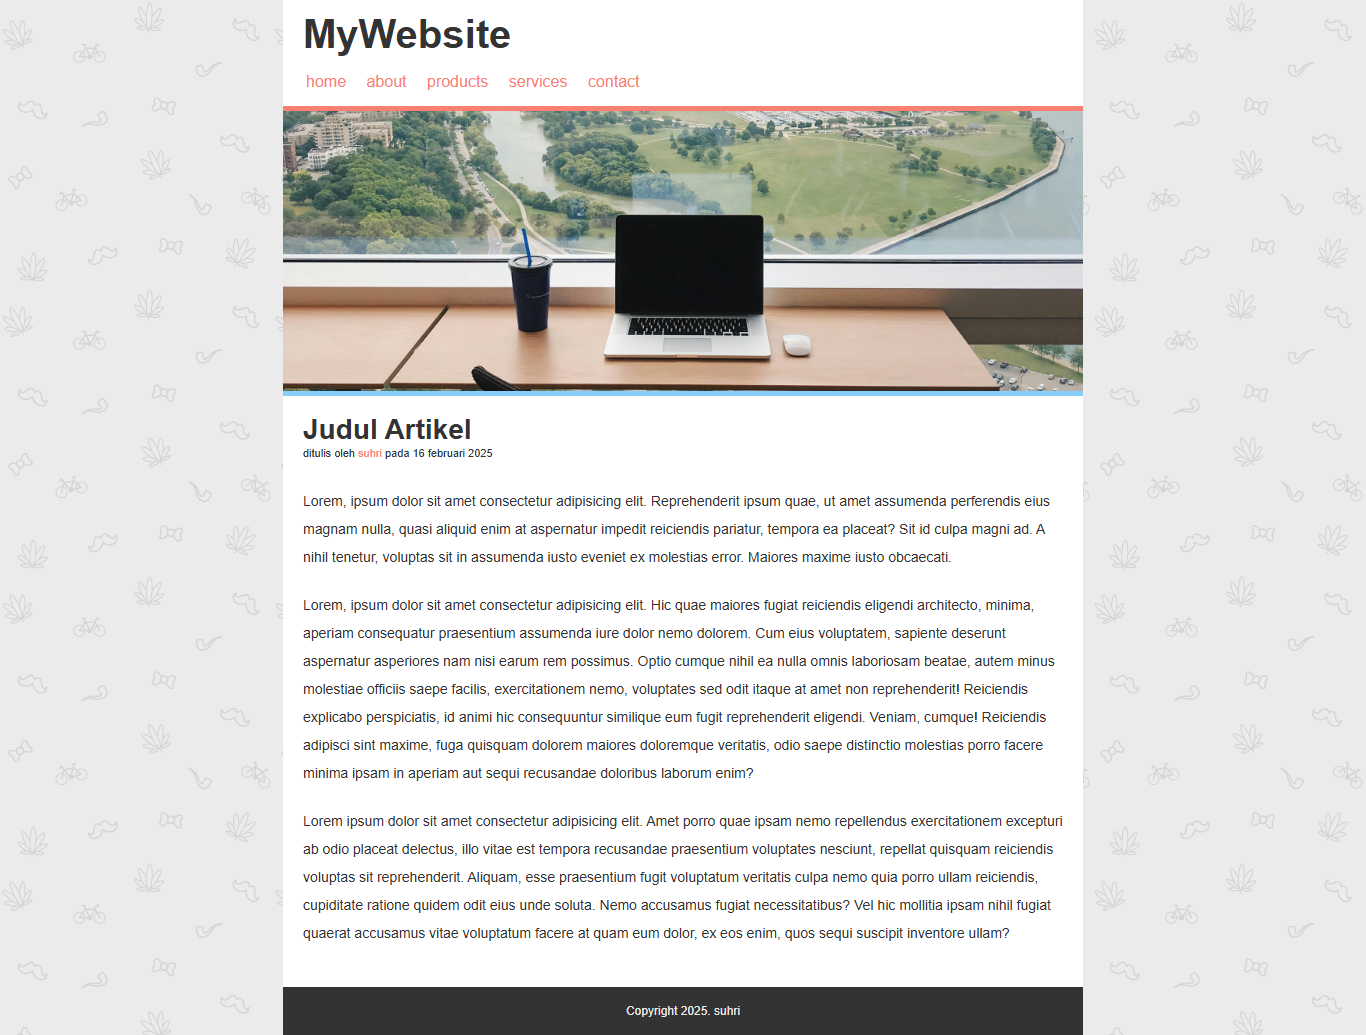 MyWebsite
home about products services contact
Judul Artikel
ditulis oleh suhri pada 16 februari 2025
Lorem, ipsum dolor sit amet consectetur adipisicing elit. Reprehenderit ipsum quae, ut amet assumenda perferendis eius
magnam nulla, quasi aliquid enim at aspernatur impedit reiciendis pariatur, tempora ea placeat? Sit id culpa magni ad. A
nihil tenetur, voluptas sit in assumenda iusto eveniet ex molestias error. Maiores maxime iusto obcaecati.
Lorem, ipsum dolor sit amet consectetur adipisicing elit. Hic quae maiores fugiat reiciendis eligendi architecto, minima,
aperiam consequatur praesentium assumenda iure dolor nemo dolorem. Cum eius voluptatem, sapiente deserunt
aspernatur asperiores nam nisi earum rem possimus. Optio cumque nihil ea nulla omnis laboriosam beatae, autem minus
molestiae officiis saepe facilis, exercitationem nemo, voluptates sed odit itaque at amet non reprehenderit! Reiciendis
explicabo perspiciatis, id animi hic consequuntur similique eum fugit reprehenderit eligendi. Veniam, cumque! Reiciendis
adipisci sint maxime, fuga quisquam dolorem maiores doloremque veritatis, odio saepe distinctio molestias porro facere
minima ipsam in aperiam aut sequi recusandae doloribus laborum enim?
Lorem ipsum dolor sit amet consectetur adipisicing elit. Amet porro quae ipsam nemo repellendus exercitationem excepturi
ab odio placeat delectus, illo vitae est tempora recusandae praesentium voluptates nesciunt, repellat quisquam reiciendis
voluptas sit reprehenderit. Aliquam, esse praesentium fugit voluptatum veritatis culpa nemo quia porro ullam reiciendis,
cupiditate ratione quidem odit eius unde soluta. Nemo accusamus fugiat necessitatibus? Vel hic mollitia ipsam nihil fugiat
quaerat accusamus vitae voluptatum facere at quam eum dolor, ex eos enim, quos sequi suscipit inventore ullam?
Copyright 2025. suhri